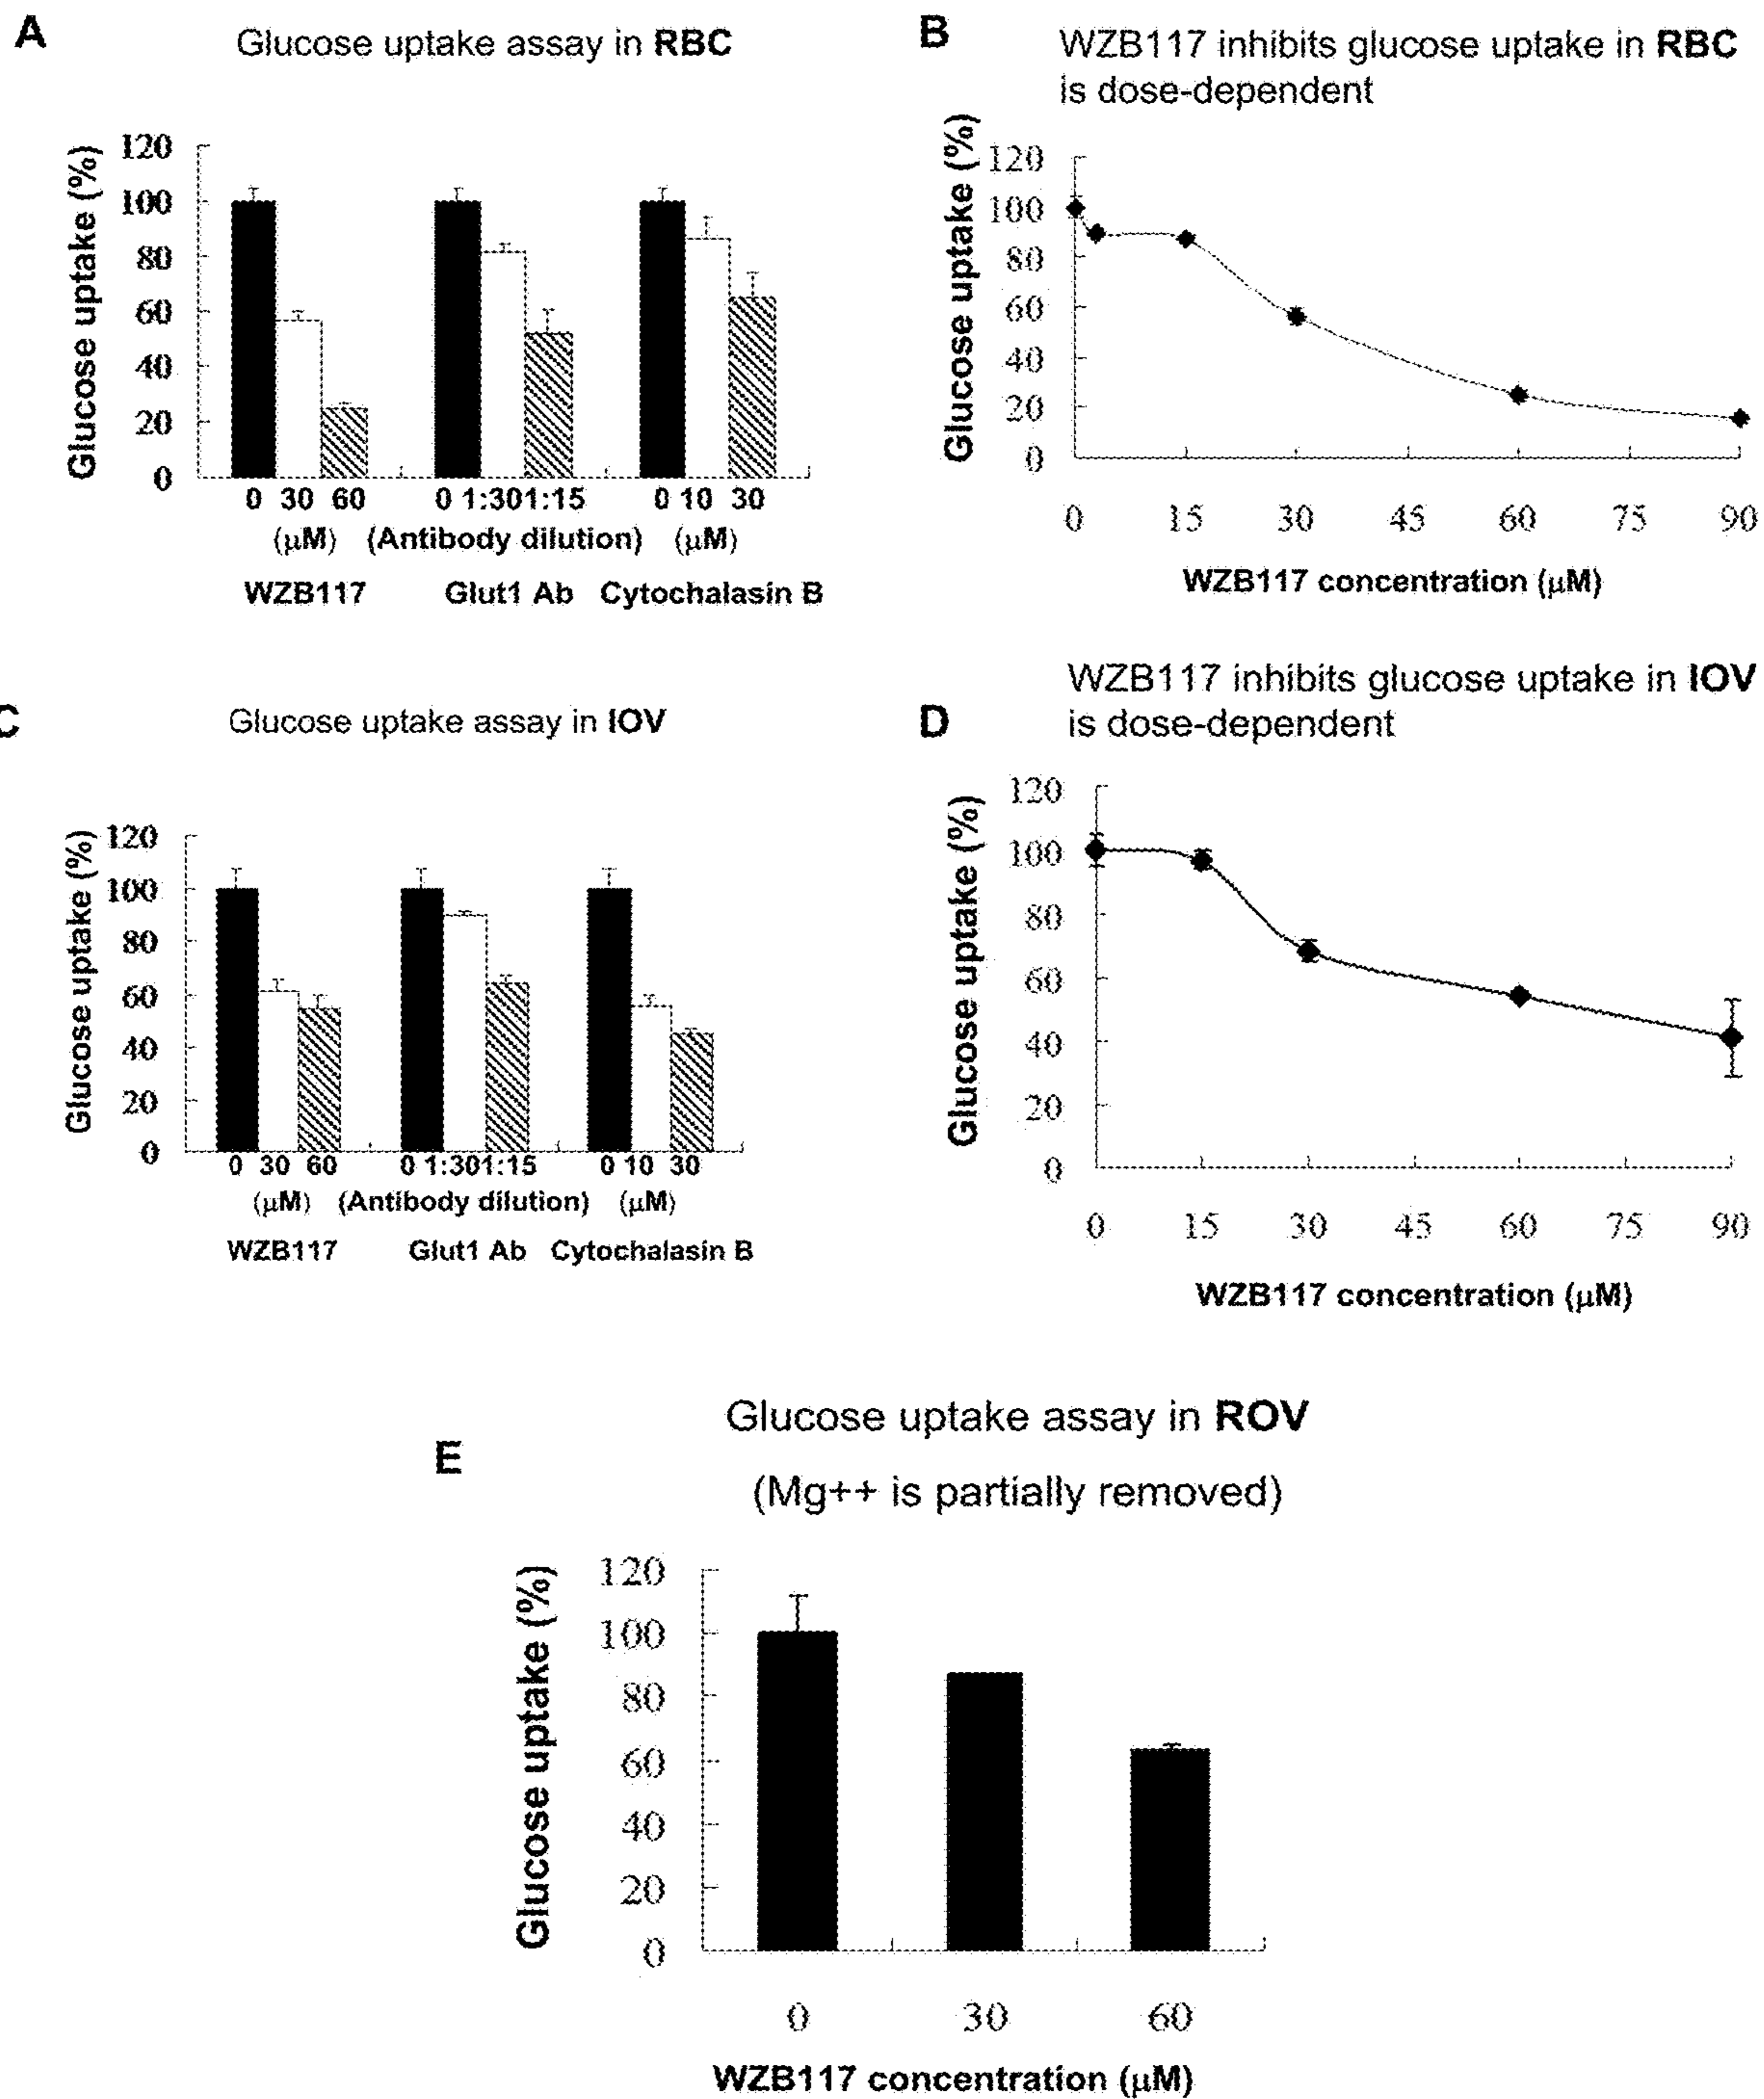 A
Glucose uptake assay in RBC
Glucose uptake (%)
120
100
80
60
40
20
0
0 30 60 0 1:30 1:15 0 10 30
(μM) (Antibody dilution) (μM)
WZB117 Glut1 Ab Cytochalasin B
B
WZB117 inhibits glucose uptake in RBC
is dose-dependent
Glucose uptake (%)
120
100
80
60
40
20
0
0 15 30 45 60 75 90
WZB117 concentration (μM)
C
Glucose uptake assay in IOV
Glucose uptake (%)
120
100
80
60
40
20
0
0 30 60 0 1:30 1:15 0 10 30
(μM) (Antibody dilution) (μM)
WZB117 Glut1 Ab Cytochalasin B
D
WZB117 inhibits glucose uptake in IOV
is dose-dependent
Glucose uptake (%)
120
100
80
60
40
20
0
0 15 30 45 60 75 90
WZB117 concentration (μM)
E
Glucose uptake assay in ROV
(Mg++ is partially removed)
Glucose uptake (%)
120
100
80
60
40
20
0
0 30 60
WZB117 concentration (μM)